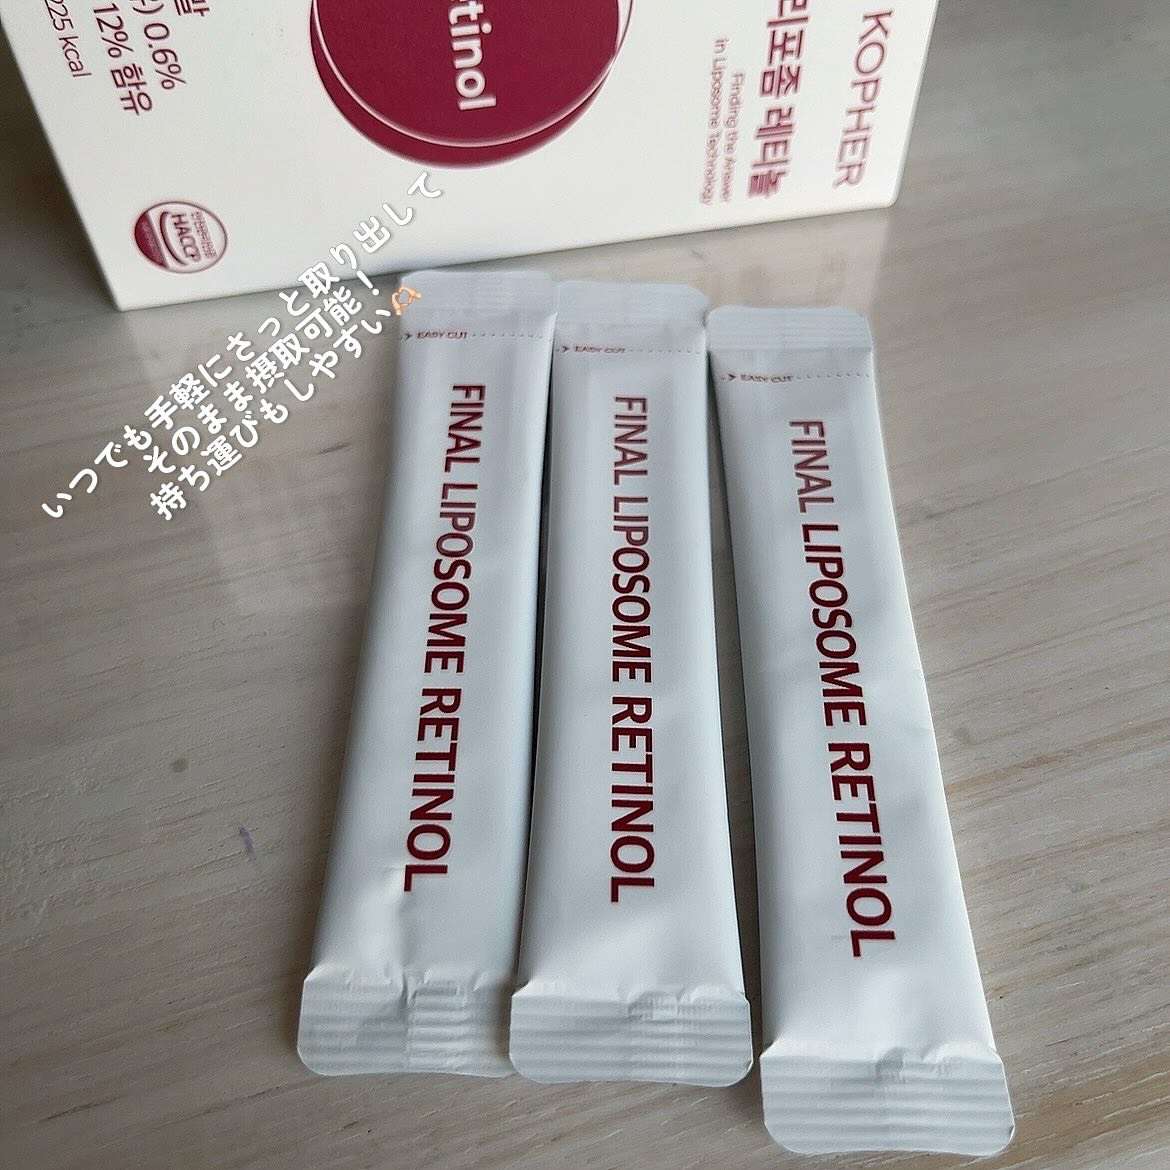 KOPHER
리포좀 레티놀
Finding the Answer
In Liposome Technology
tinol
0.6%
12% 함유
225 kcal
HACCP
いつでも手軽にさっと取り出して
そのまま摂取可能！
持ち運びもしやすい🫶🏻
EASY CUT
FINAL LIPOSOME RETINOL
EASY CUT
FINAL LIPOSOME RETINOL
EASY CUT
FINAL LIPOSOME RETINOL